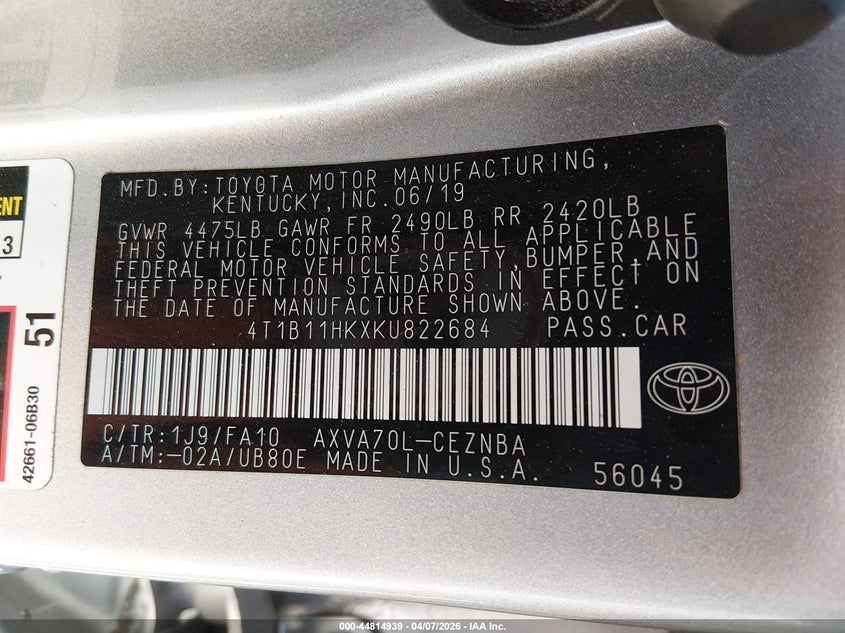 MFD.BY:TOYOTA MOTOR MANUFACTURING,
KENTUCKY,INC.06/19
GVWR 4475LB GAWR FR 2490LB RR 2420LB
THIS VEHICLE CONFORMS TO ALL APPLICABLE
FEDERAL MOTOR VEHICLE SAFETY,BUMPER,AND
THEFT PREVENTION STANDARDS IN EFFECT ON
THE DATE OF MANUFACTURE SHOWN ABOVE.
4T1B11HKXKU822684 PASS.CAR
C/TR:1J9/FA10 AXVA70L-CEZNBA
A/TM:-02A/UB80E MADE IN U.S.A. 56045
51
42661-06B30
000-44814939 - 04/07/2026 - IAA Inc.